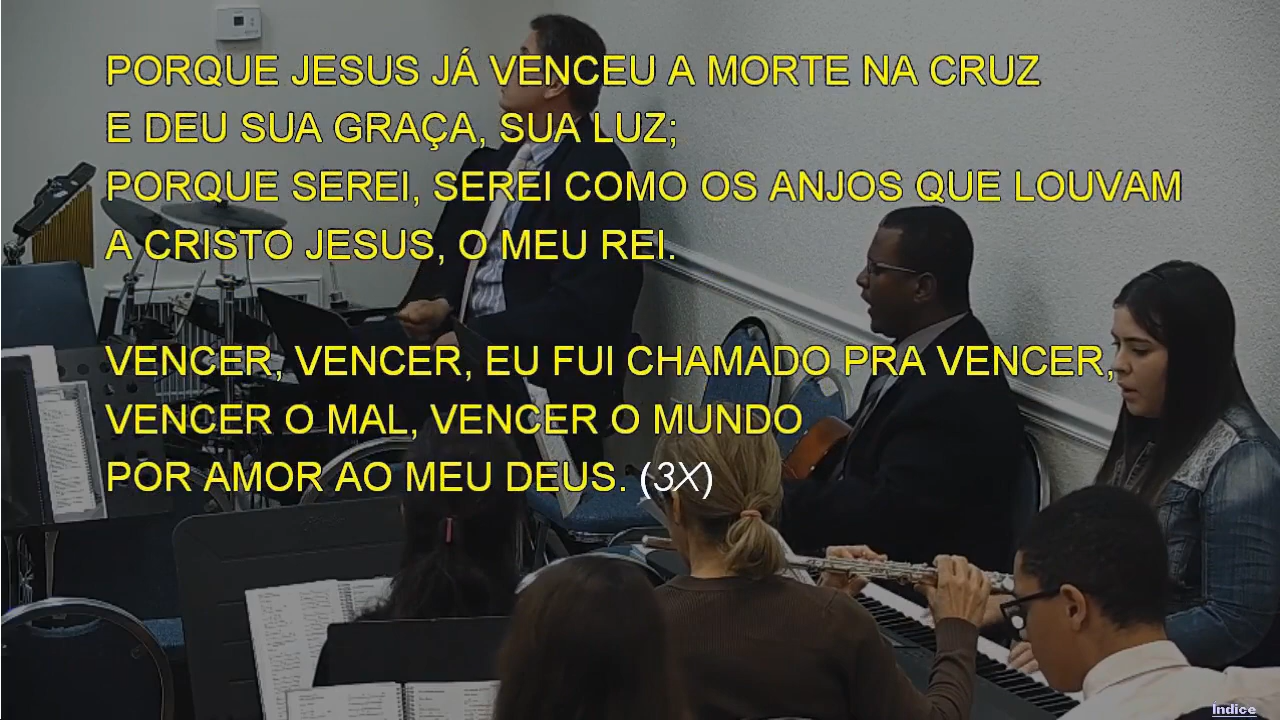 PORQUE JESUS JÁ VENCEU A MORTE NA CRUZ
E DEU SUA GRAÇA, SUA LUZ;
PORQUE SEREI, SEREI COMO OS ANJOS QUE LOUVAM
A CRISTO JESUS, O MEU REI.
VENCER, VENCER, EU FUI CHAMADO PRA VENCER,
VENCER O MAL, VENCER O MUNDO
POR AMOR AO MEU DEUS. (3X)
Indice